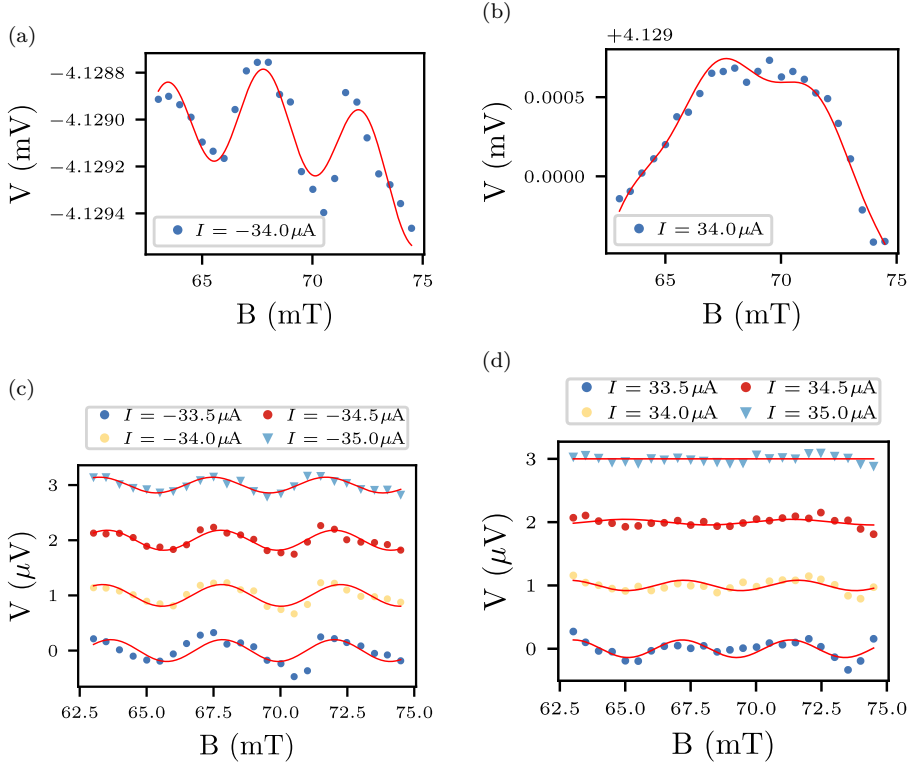 (a)
V (mV)
−4.1288
−4.1290
−4.1292
−4.1294
I = −34.0 μA
65
70
75
B (mT)
(b)
+4.129
V (mV)
0.0005
0.0000
I = 34.0 μA
65
70
75
B (mT)
(c)
I = −33.5 μA
I = −34.5 μA
I = −34.0 μA
I = −35.0 μA
V (μV)
3
2
1
0
62.5
65.0
67.5
70.0
72.5
75.0
B (mT)
(d)
I = 33.5 μA
I = 34.5 μA
I = 34.0 μA
I = 35.0 μA
V (μV)
3
2
1
0
62.5
65.0
67.5
70.0
72.5
75.0
B (mT)